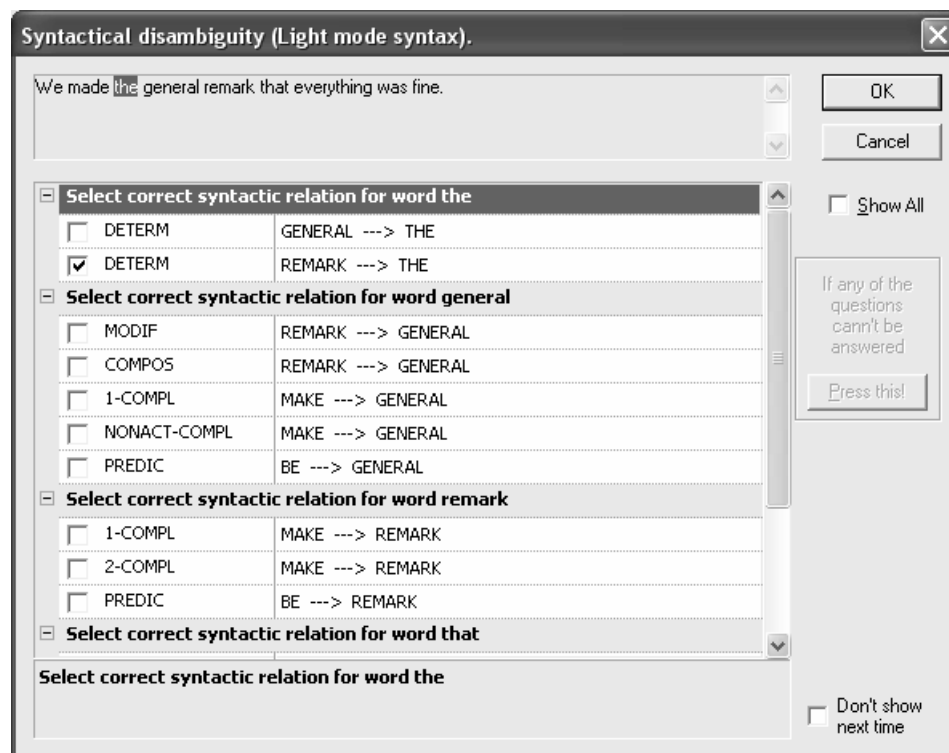 Syntactical disambiguity (Light mode syntax).
We made the general remark that everything was fine.
OK
Cancel
Show All
Select correct syntactic relation for word the
DETERM GENERAL ---> THE
DETERM REMARK ---> THE
Select correct syntactic relation for word general
MODIF REMARK ---> GENERAL
COMPOS REMARK ---> GENERAL
1-COMPL MAKE ---> GENERAL
NONACT-COMPL MAKE ---> GENERAL
PREDIC BE ---> GENERAL
Select correct syntactic relation for word remark
1-COMPL MAKE ---> REMARK
2-COMPL MAKE ---> REMARK
PREDIC BE ---> REMARK
Select correct syntactic relation for word that
If any of the
questions
cann't be
answered
Press this!
Select correct syntactic relation for word the
Don't show
next time